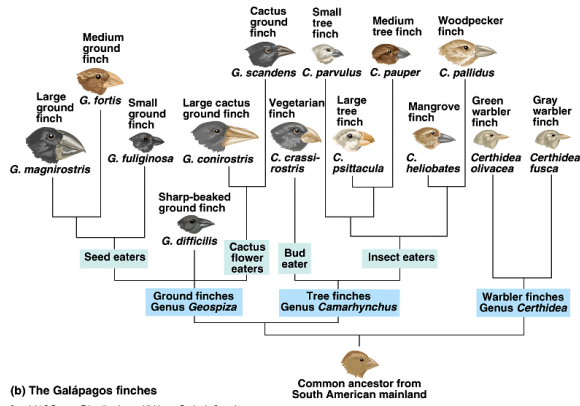 Cactus
ground
finch
G. scandens
Small
tree
finch
C. parvulus
Medium
tree
finch
C. pauper
Woodpecker
finch
C. pallidus
Medium
ground
finch
G. fortis
Large
ground
finch
G. magnirostris
Small
ground
finch
G. fuliginosa
Large cactus
ground finch
G. conirostris
Vegetarian
finch
C. crassi-
rostris
Large
tree
finch
C.
psittacula
Mangrove
finch
C.
heliobates
Green
warbler
finch
Certhidea
olivacea
Gray
warbler
finch
Certhidea
fusca
Sharp-beaked
ground finch
G. difficilis
Seed eaters
Cactus
flower
eaters
Bud
eater
Insect eaters
Ground finches
Genus Geospiza
Tree finches
Genus Camarhynchus
Warbler finches
Genus Certhidea
Common ancestor from
South American mainland
(b) The Galápagos finches